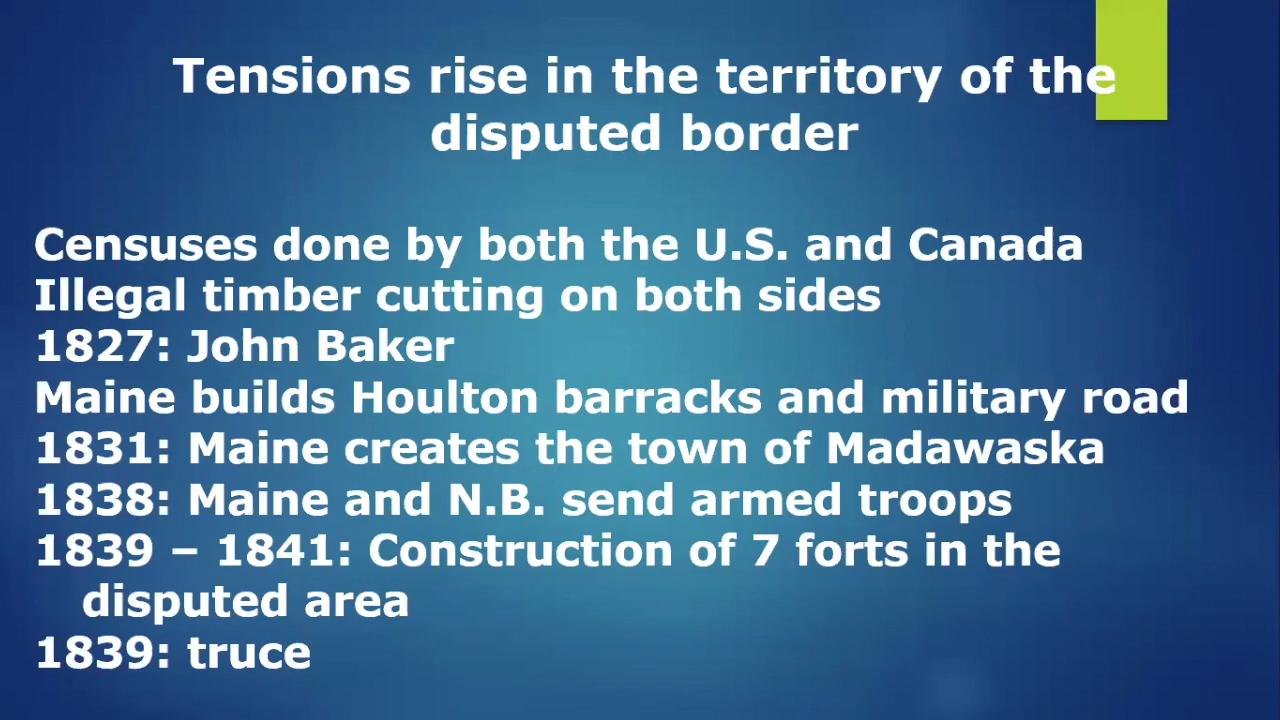 Tensions rise in the territory of the
disputed border
Censuses done by both the U.S. and Canada
Illegal timber cutting on both sides
1827: John Baker
Maine builds Houlton barracks and military road
1831: Maine creates the town of Madawaska
1838: Maine and N.B. send armed troops
1839 – 1841: Construction of 7 forts in the
disputed area
1839: truce